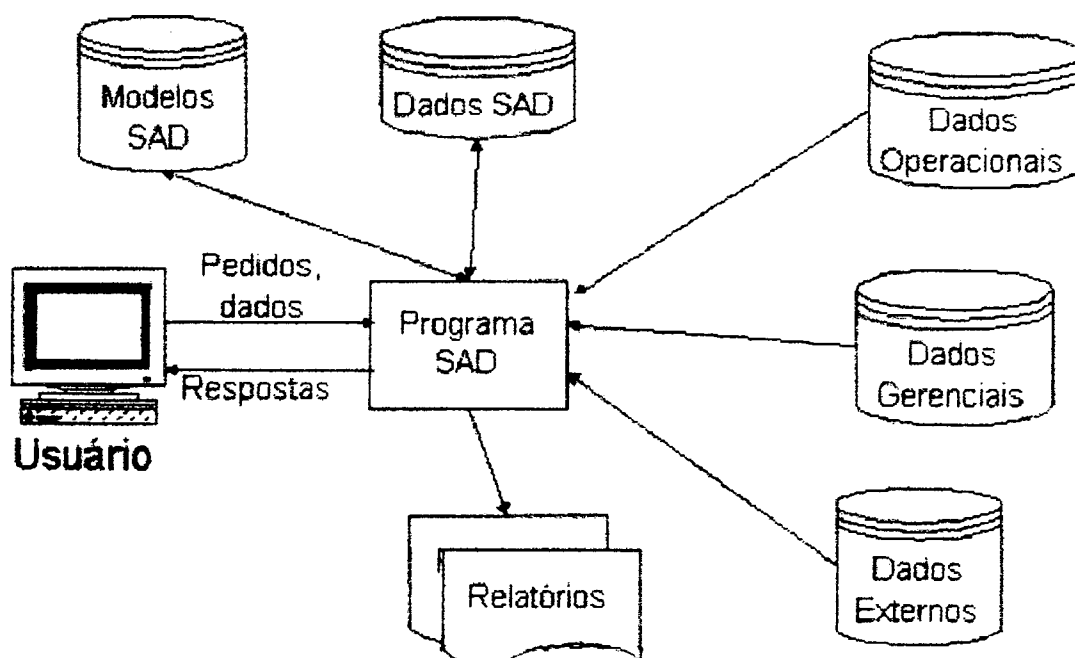 Modelos
SAD
Dados SAD
Dados
Operacionais
Pedidos,
dados
Programa
SAD
Respostas
Usuário
Dados
Gerenciais
Relatórios
Dados
Externos